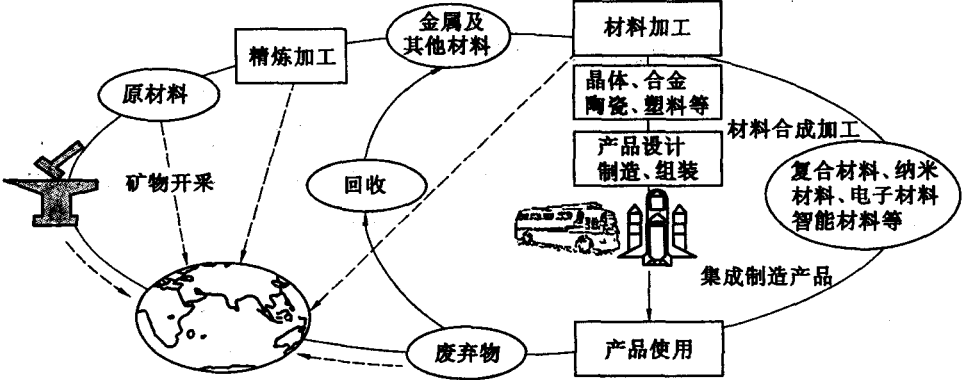 金属及
其他材料
材料加工
精炼加工
原材料
晶体、合金
陶瓷、塑料等
材料合成加工
产品设计
制造、组装
矿物开采
回收
复合材料、纳米
材料、电子材料
智能材料等
集成制造产品
废弃物
产品使用